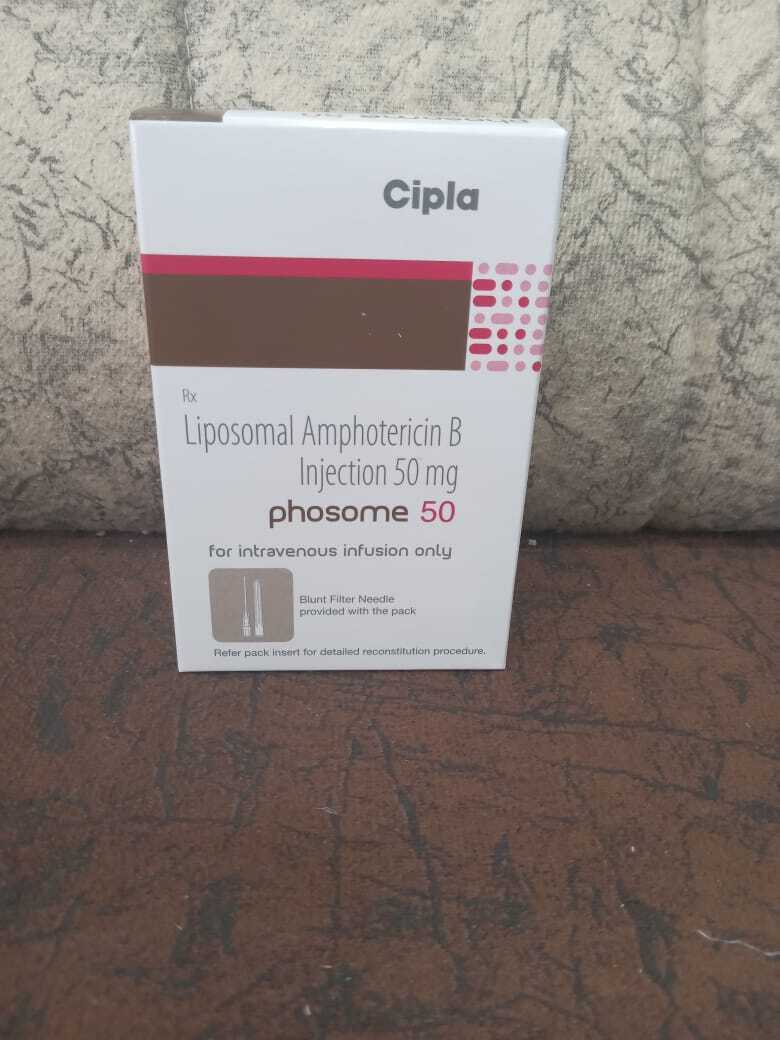 Cipla
Rx
Liposomal Amphotericin B
Injection 50 mg
phosome 50
for intravenous infusion only
Blunt Filter Needle
provided with the pack
Refer pack insert for detailed reconstitution procedure.